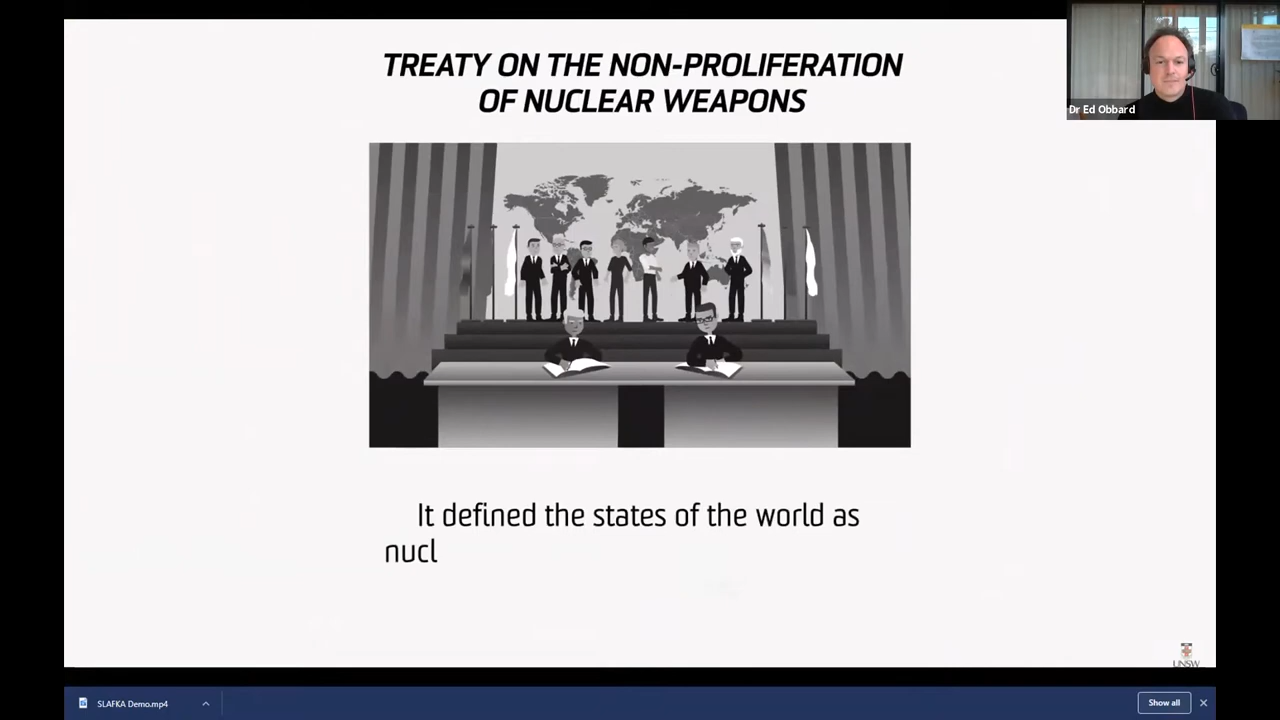 TREATY ON THE NON-PROLIFERATION
OF NUCLEAR WEAPONS
Dr Ed Obbard
It defined the states of the world as
nucl
UNSW
SLAFKA Demo.mp4
Show all